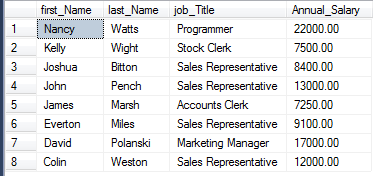 first_Name last_Name job_Title Annual_Salary
1 Nancy Watts Programmer 22000.00
2 Kelly Wight Stock Clerk 7500.00
3 Joshua Bitton Sales Representative 8400.00
4 John Pench Sales Representative 13000.00
5 James Marsh Accounts Clerk 7250.00
6 Everton Miles Sales Representative 9100.00
7 David Polanski Marketing Manager 17000.00
8 Colin Weston Sales Representative 12000.00